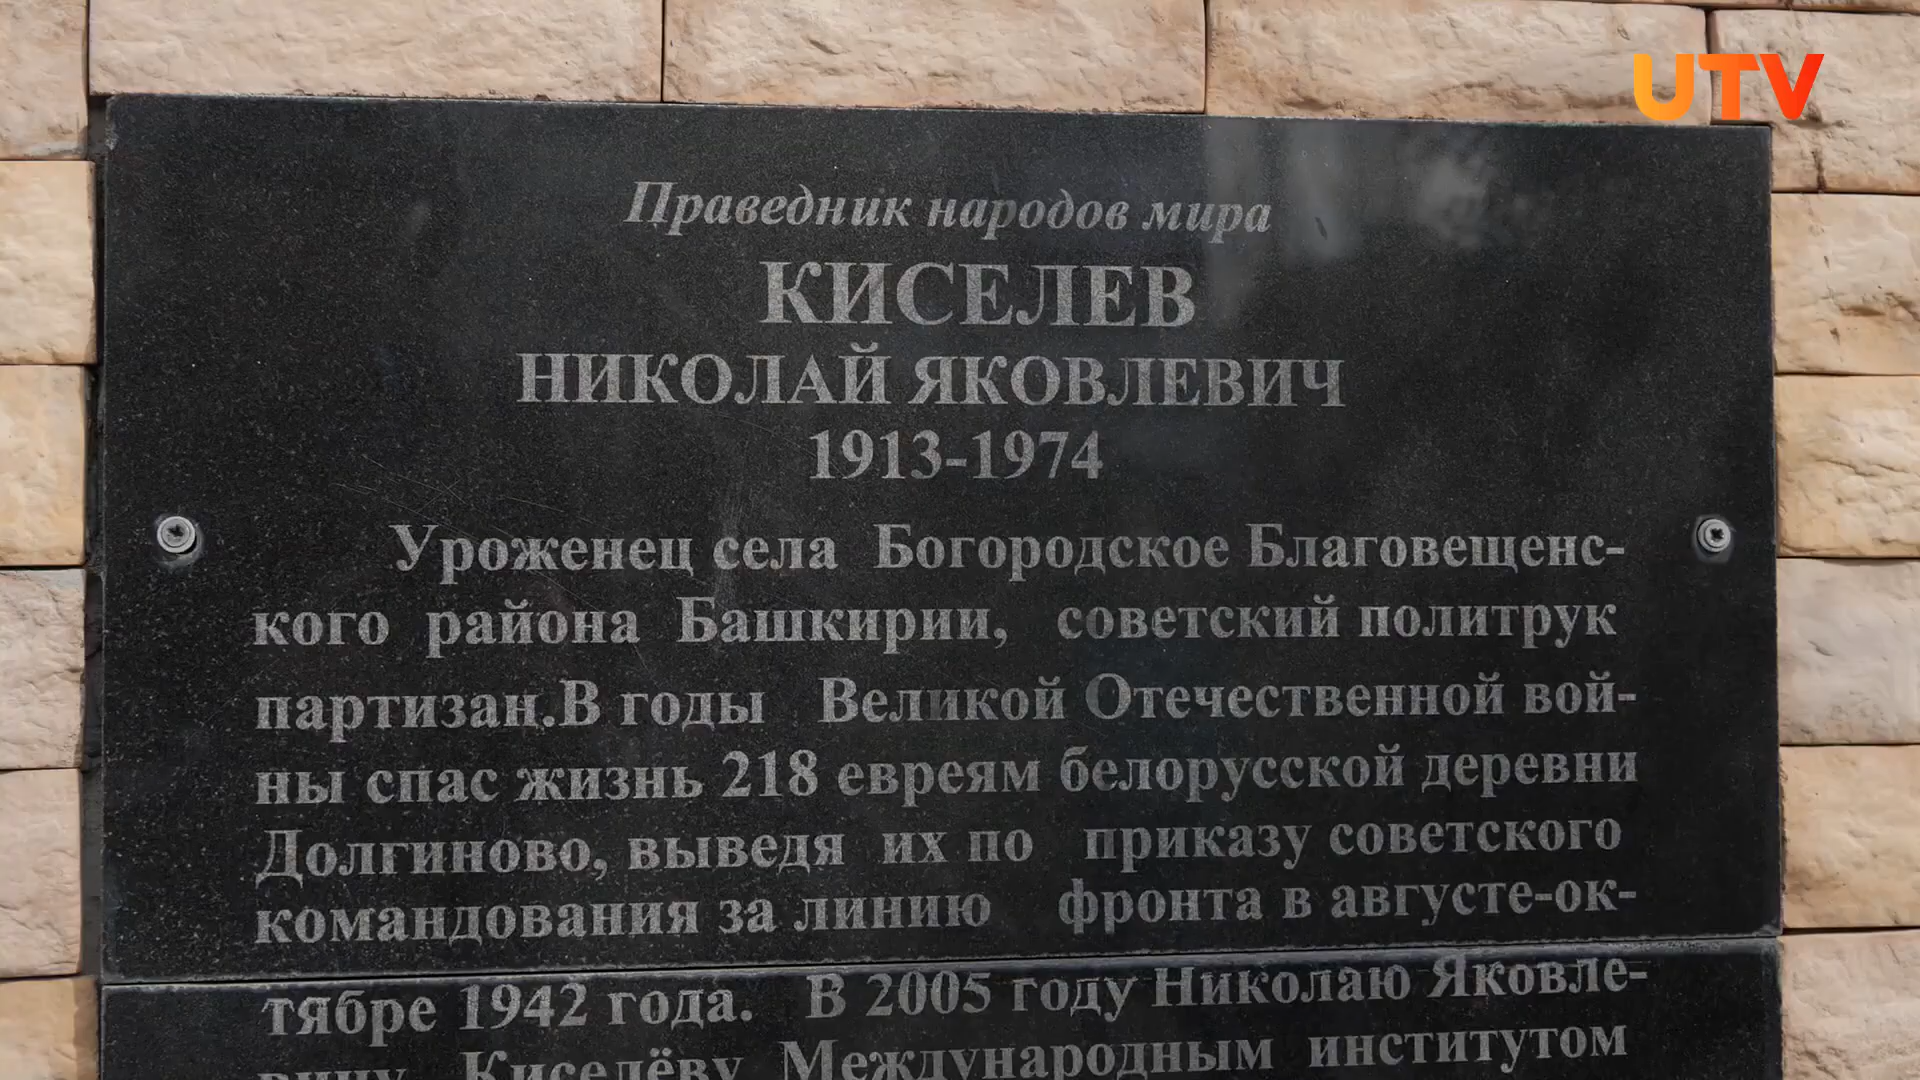 UTV
Праведник народов мира
КИСЕЛЕВ
НИКОЛАЙ ЯКОВЛЕВИЧ
1913-1974
Уроженец села Богородское Благовещенс-
кого района Башкирии, советский политрук
партизан.В годы Великой Отечественной вой-
ны спас жизнь 218 евреям белорусской деревни
Долгиново, выведя их по приказу советского
командования за линию фронта в августе-ок-
тябре 1942 года. В 2005 году Николаю Яковле-
вичу Киселёву Международным институтом